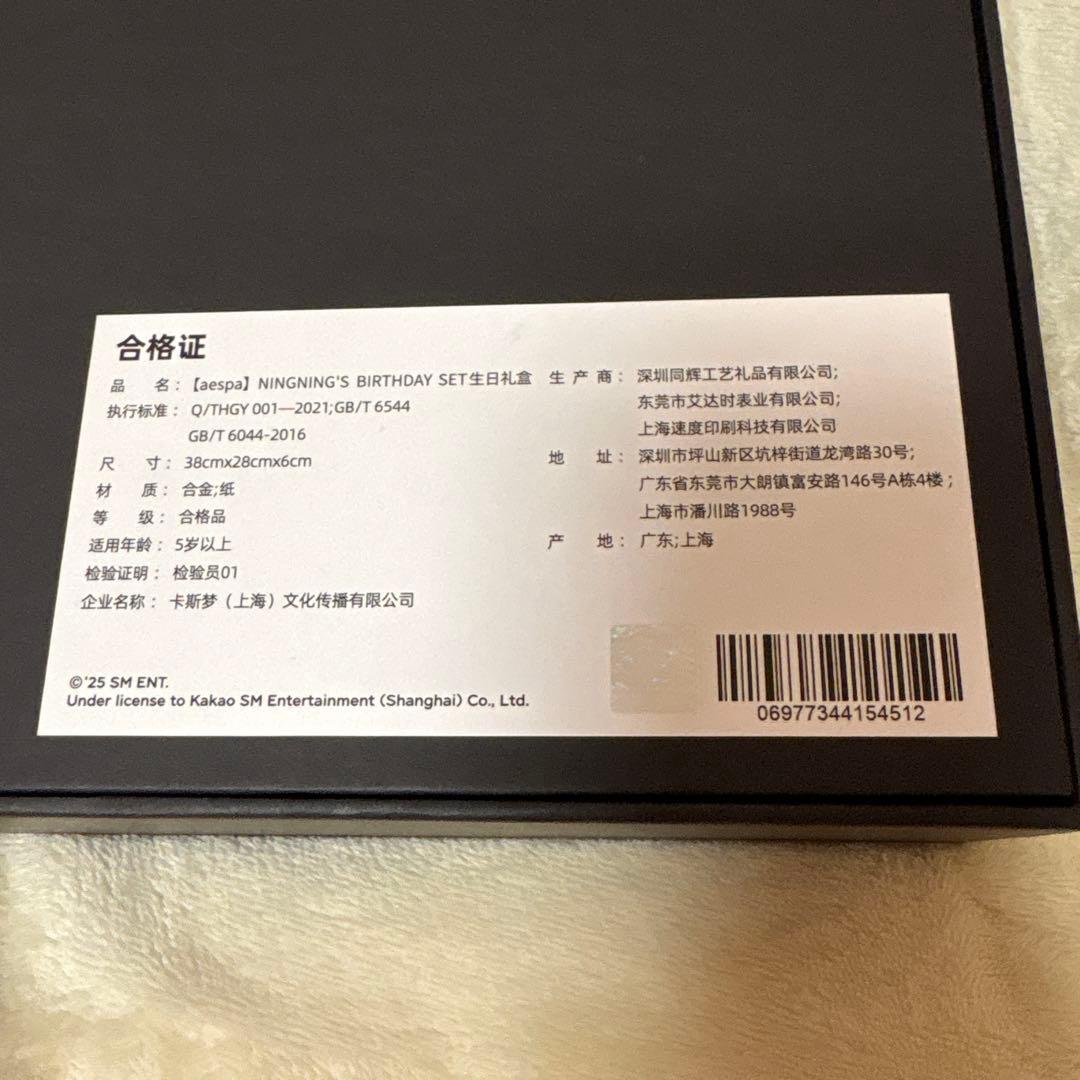 合格证
品 名：【aespa】NINGNING'S BIRTHDAY SET生日礼盒
执行标准： Q/THGY 001—2021;GB/T 6544
GB/T 6044-2016
尺 寸： 38cmx28cmx6cm
材 质： 合金;纸
等 级： 合格品
适用年龄： 5岁以上
检验证明： 检验员01
企业名称： 卡斯梦（上海）文化传播有限公司
生 产 商： 深圳同辉工艺礼品有限公司;
东莞市艾达时表业有限公司;
上海速度印刷科技有限公司
地 址： 深圳市坪山新区坑梓街道龙湾路30号;
广东省东莞市大朗镇富安路146号A栋4楼;
上海市潘川路1988号
产 地： 广东;上海
©'25 SM ENT.
Under license to Kakao SM Entertainment (Shanghai) Co., Ltd.
06977344154512